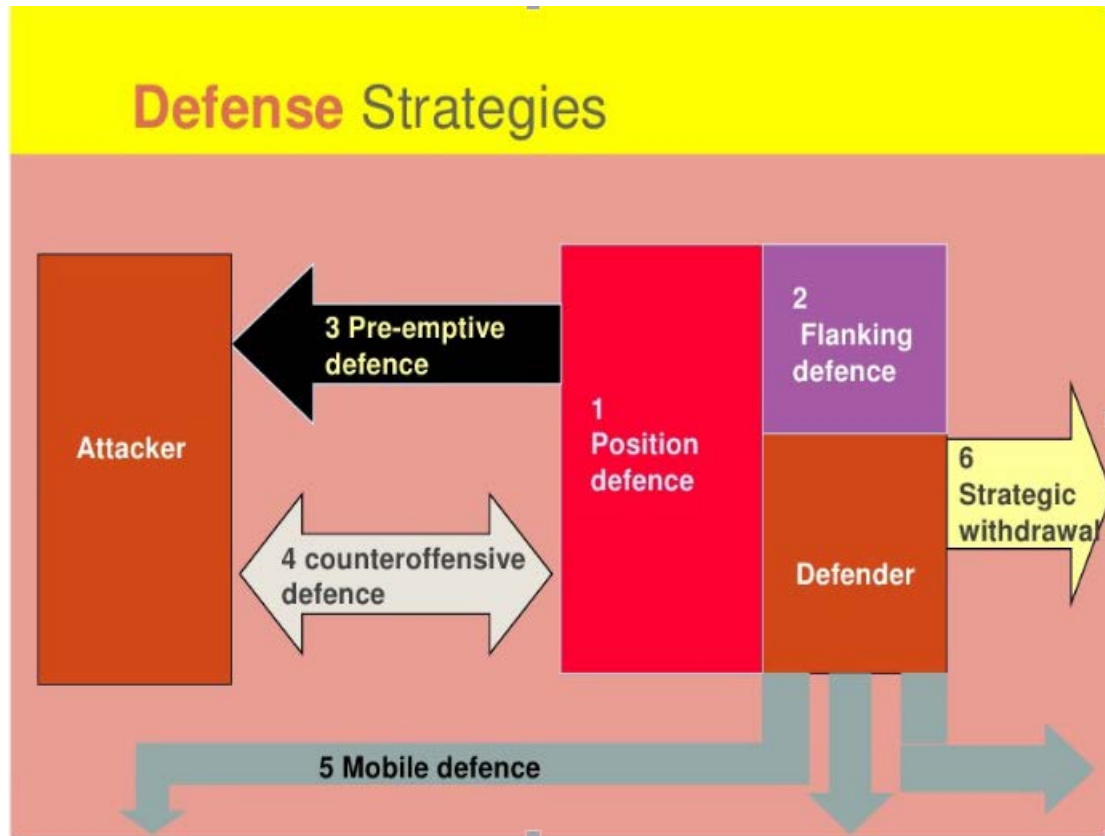 Defense Strategies
Attacker
3 Pre-emptive
defence
4 counteroffensive
defence
1
Position
defence
2
Flanking
defence
Defender
6
Strategic
withdrawal
5 Mobile defence